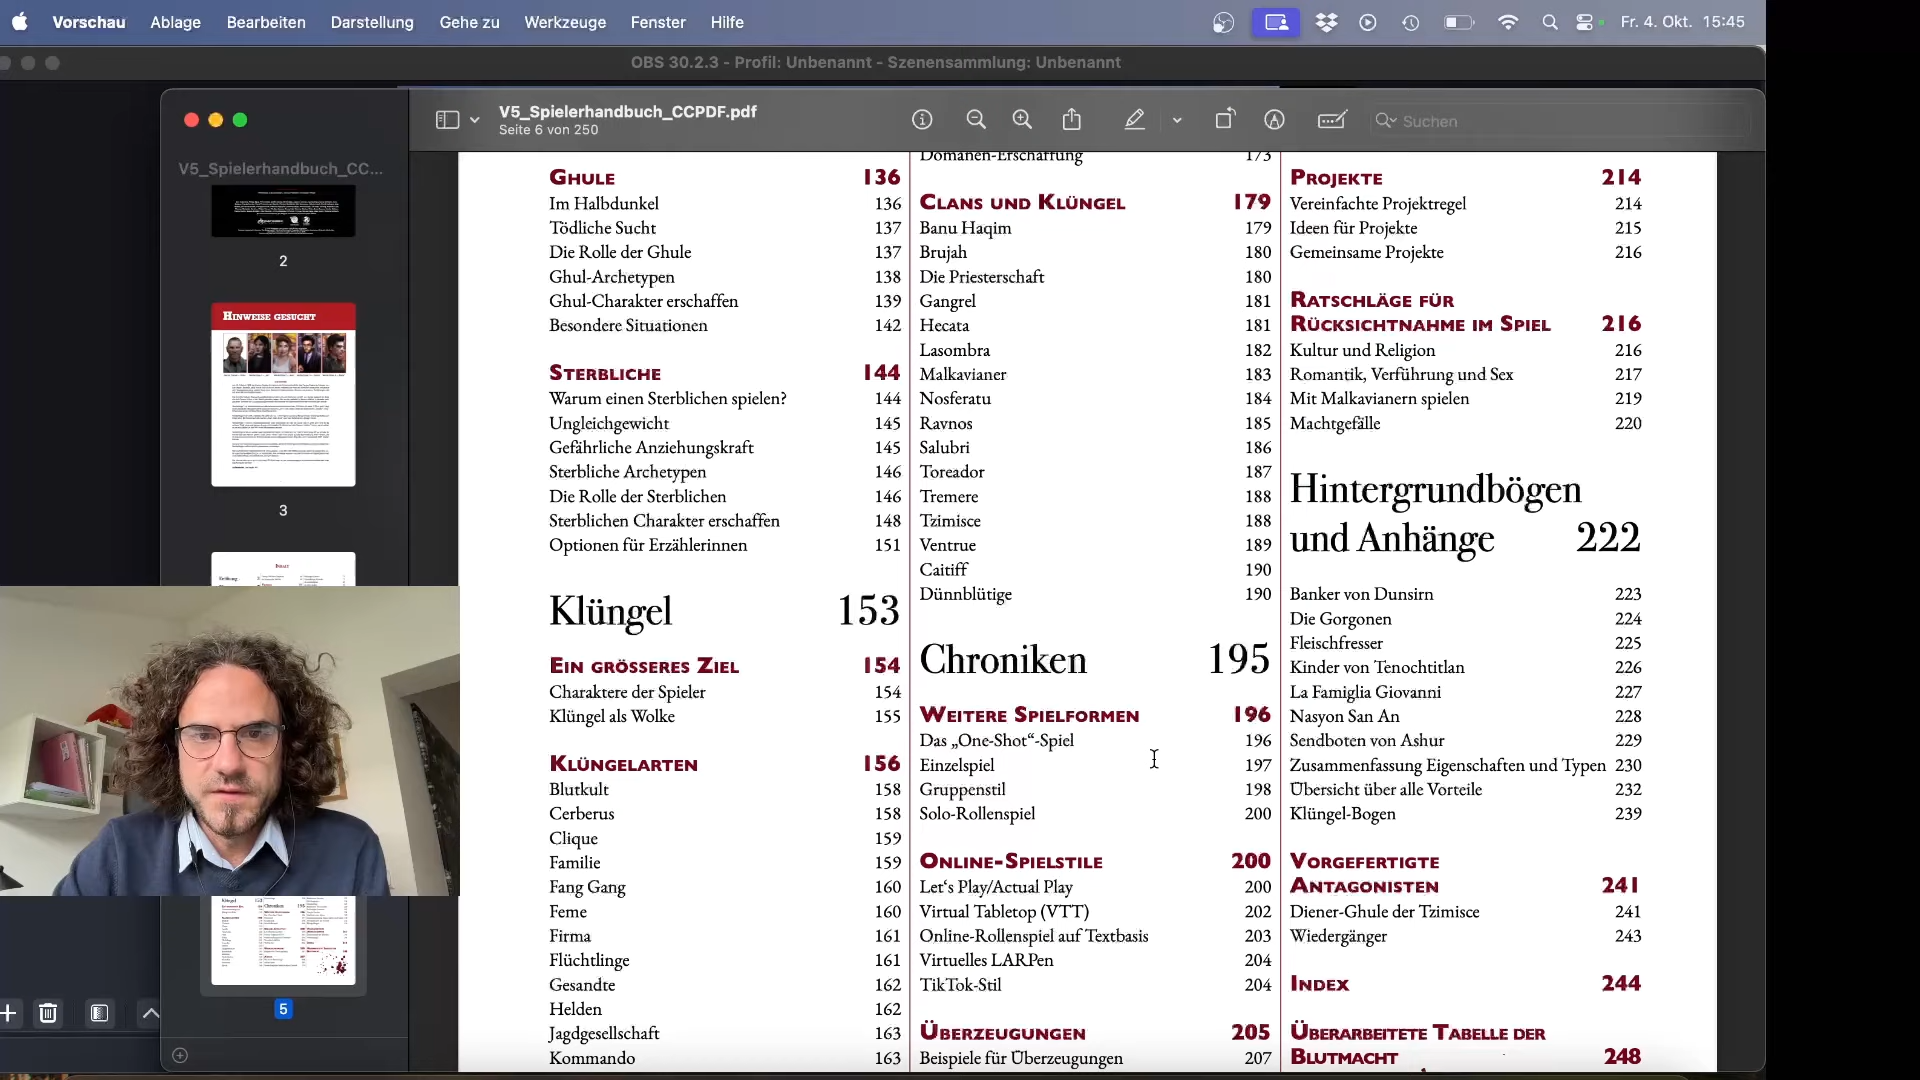 Vorschau Ablage Bearbeiten Darstellung Gehe zu Werkzeuge Fenster Hilfe Fr. 4. Okt. 15:45
OBS 30.2.3 - Profil: Unbenannt - Szenensammlung: Unbenannt
V5_Spielerhandbuch_CCPDF.pdf
Seite 6 von 250
Suchen
V5_Spielerhandbuch_CC...
2
Hinweise gesucht
3
Inhalt
5
Ghule 136
Im Halbdunkel 136
Tödliche Sucht 137
Die Rolle der Ghule 137
Ghul-Archetypen 138
Ghul-Charakter erschaffen 139
Besondere Situationen 142
Sterbliche 144
Warum einen Sterblichen spielen? 144
Ungleichgewicht 145
Gefährliche Anziehungskraft 145
Sterbliche Archetypen 146
Die Rolle der Sterblichen 146
Sterblichen Charakter erschaffen 148
Optionen für Erzählerinnen 151
Klüngel 153
Ein grösseres Ziel 154
Charaktere der Spieler 154
Klüngel als Wolke 155
Klüngelarten 156
Blutkult 158
Cerberus 158
Clique 159
Familie 159
Fang Gang 160
Feme 160
Firma 161
Flüchtlinge 161
Gesandte 162
Helden 162
Jagdgesellschaft 163
Kommando 163
Domänen-Erschaffung 173
Clans und Klüngel 179
Banu Haqim 179
Brujah 180
Die Priesterschaft 180
Gangrel 181
Hecata 181
Lasombra 182
Malkavianer 183
Nosferatu 184
Ravnos 185
Salubri 186
Toreador 187
Tremere 188
Tzimisce 188
Ventrue 189
Caitiff 190
Dünnblütige 190
Chroniken 195
Weitere Spielformen 196
Das „One-Shot“-Spiel 196
Einzelspiel 197
Gruppenstil 198
Solo-Rollenspiel 200
Online-Spielstile 200
Let‘s Play/Actual Play 200
Virtual Tabletop (VTT) 202
Online-Rollenspiel auf Textbasis 203
Virtuelles LARPen 204
TikTok-Stil 204
Überzeugungen 205
Beispiele für Überzeugungen 207
Projekte 214
Vereinfachte Projektregel 214
Ideen für Projekte 215
Gemeinsame Projekte 216
Ratschläge für
Rücksichtnahme im Spiel 216
Kultur und Religion 216
Romantik, Verführung und Sex 217
Mit Malkavianern spielen 219
Machtgefälle 220
Hintergrundbögen
und Anhänge 222
Banker von Dunsirn 223
Die Gorgonen 224
Fleischfresser 225
Kinder von Tenochtitlan 226
La Famiglia Giovanni 227
Nasyon San An 228
Sendboten von Ashur 229
Zusammenfassung Eigenschaften und Typen 230
Übersicht über alle Vorteile 232
Klüngel-Bogen 239
Vorgefertigte
Antagonisten 241
Diener-Ghule der Tzimisce 241
Wiedergänger 243
Index 244
Überarbeitete Tabelle der
Blutmacht 248